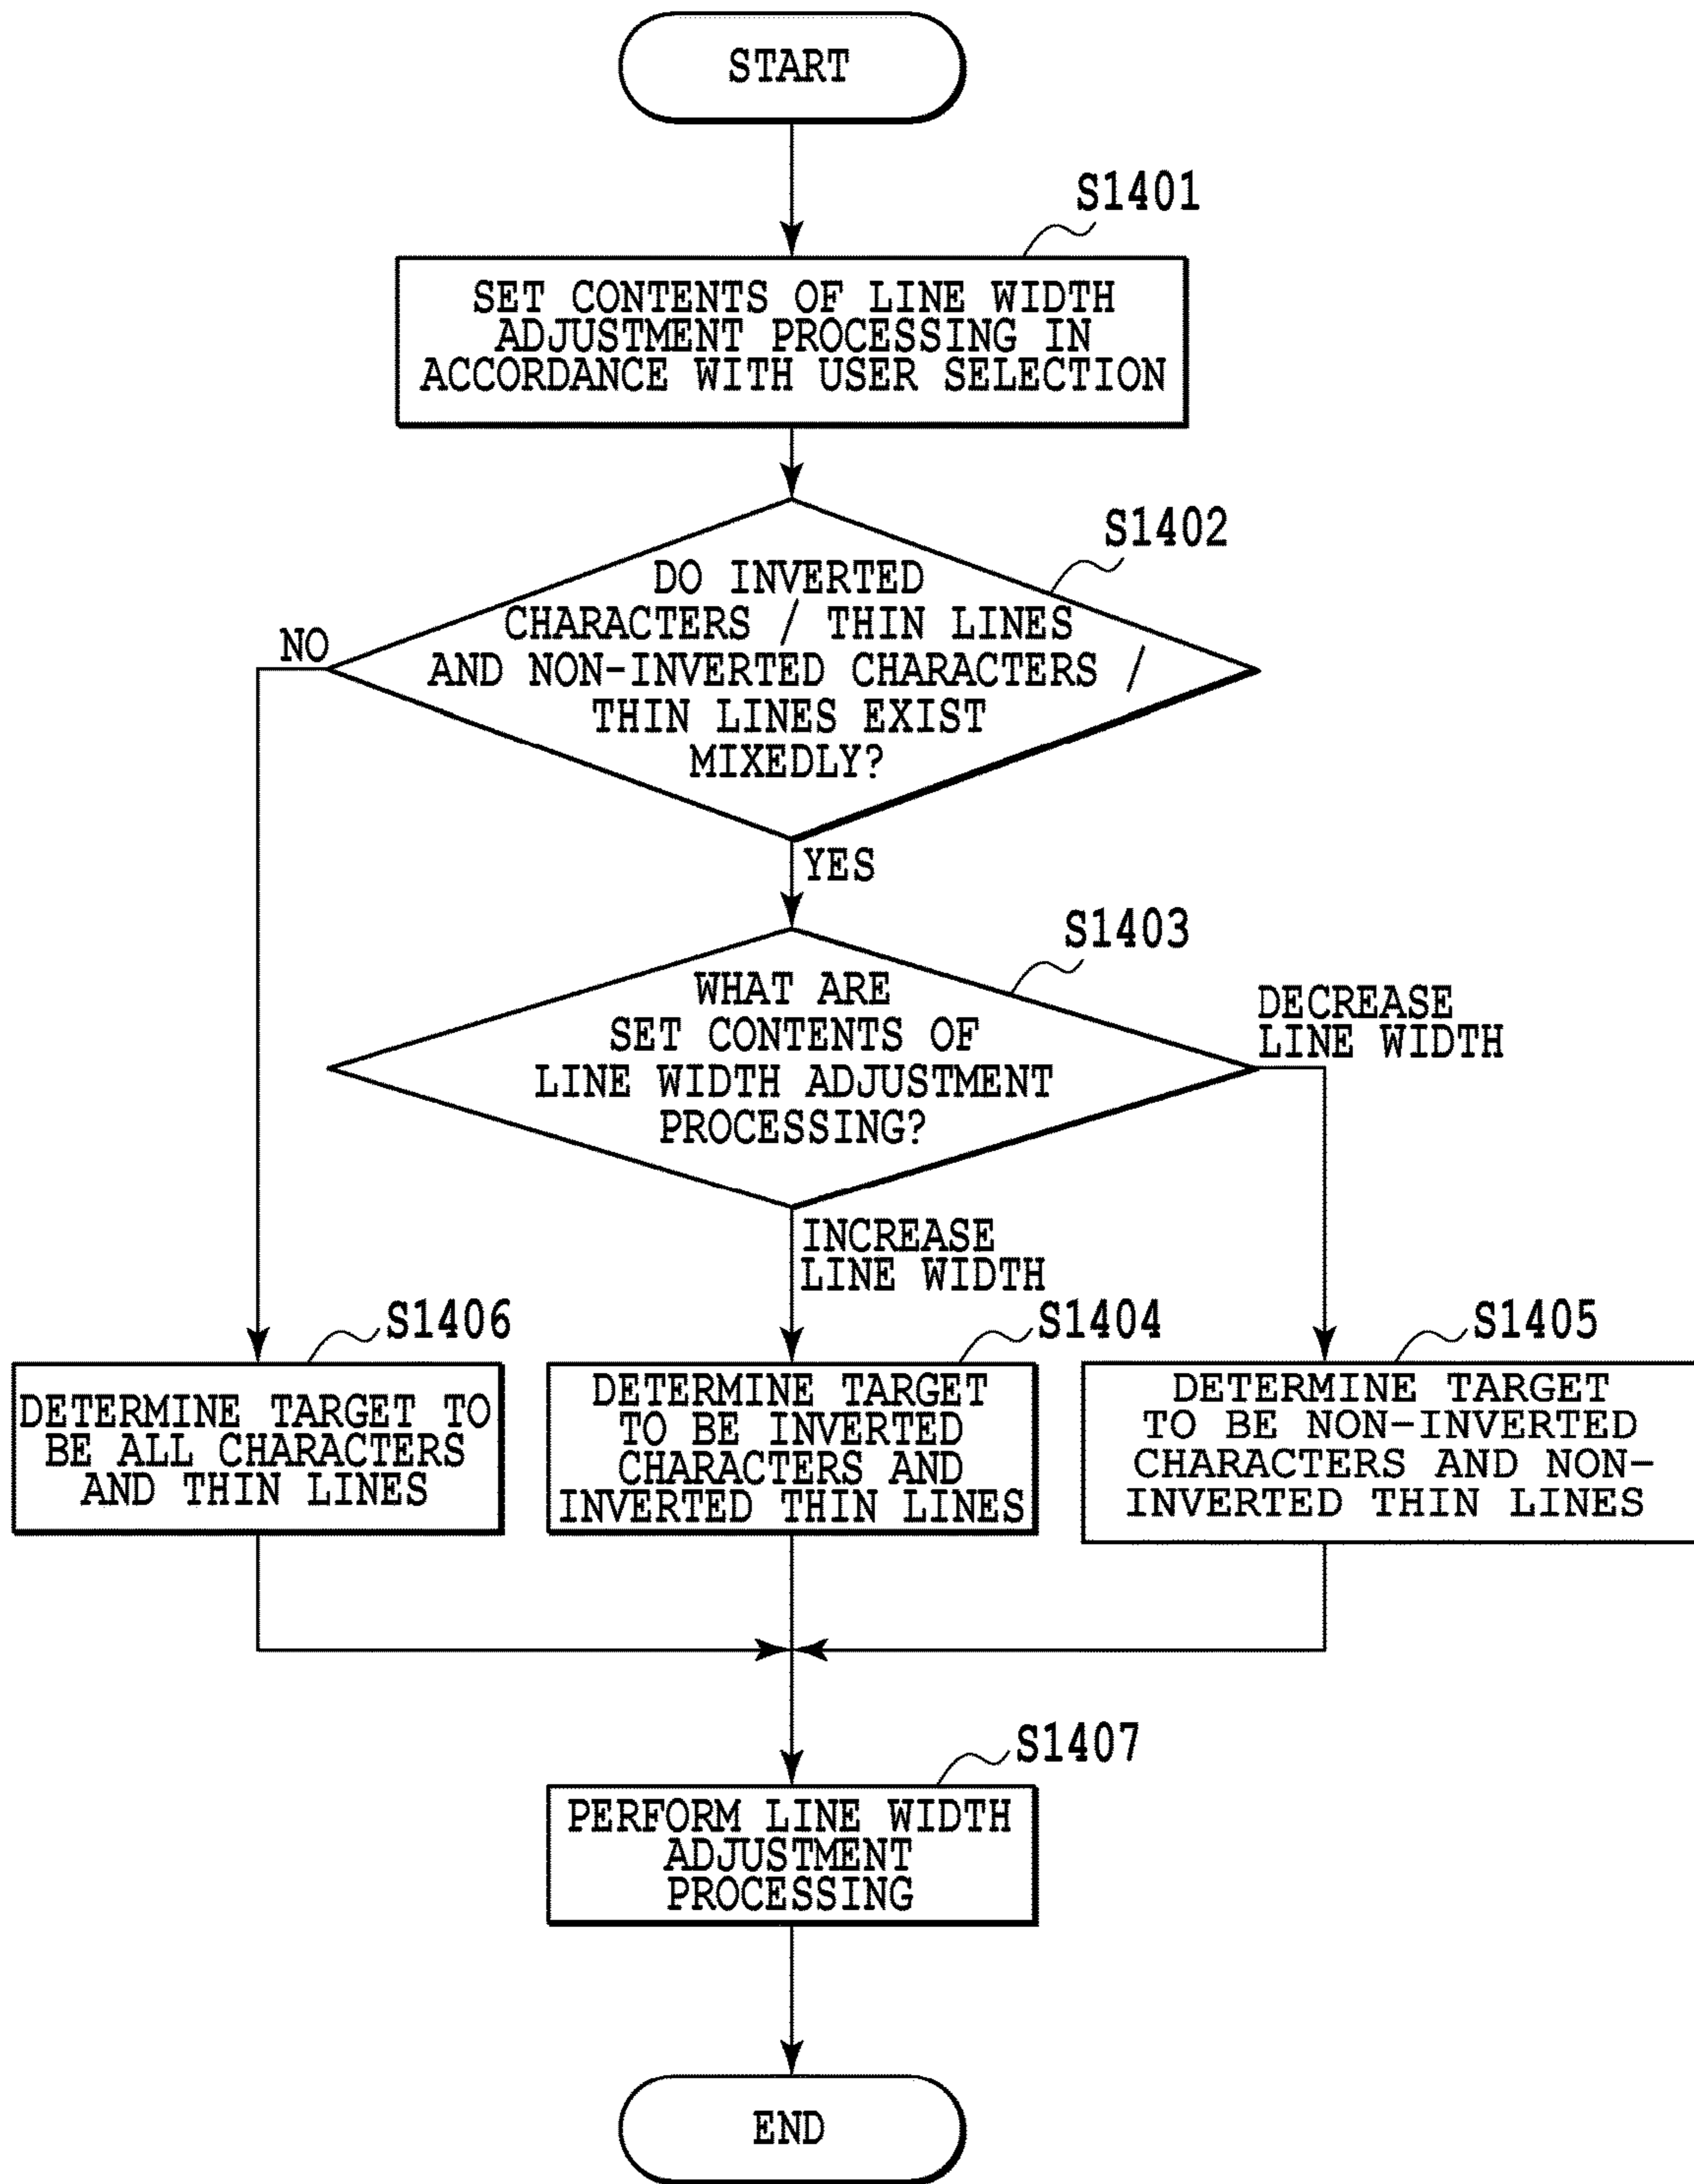 START
S1401
SET CONTENTS OF LINE WIDTH
ADJUSTMENT PROCESSING IN
ACCORDANCE WITH USER SELECTION
S1402
DO INVERTED
CHARACTERS / THIN LINES
AND NON-INVERTED CHARACTERS /
THIN LINES EXIST
MIXEDLY?
NO
YES
S1403
WHAT ARE
SET CONTENTS OF
LINE WIDTH ADJUSTMENT
PROCESSING?
DECREASE
LINE WIDTH
INCREASE
LINE WIDTH
S1406
DETERMINE TARGET TO
BE ALL CHARACTERS
AND THIN LINES
S1404
DETERMINE TARGET
TO BE INVERTED
CHARACTERS AND
INVERTED THIN LINES
S1405
DETERMINE TARGET
TO BE NON-INVERTED
CHARACTERS AND NON-
INVERTED THIN LINES
S1407
PERFORM LINE WIDTH
ADJUSTMENT
PROCESSING
END